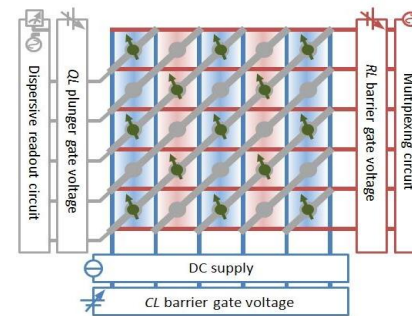 Dispersive readout circuit
QL plunger gate voltage
RL barrier gate voltage
Multiplexing circuit
DC supply
CL barrier gate voltage